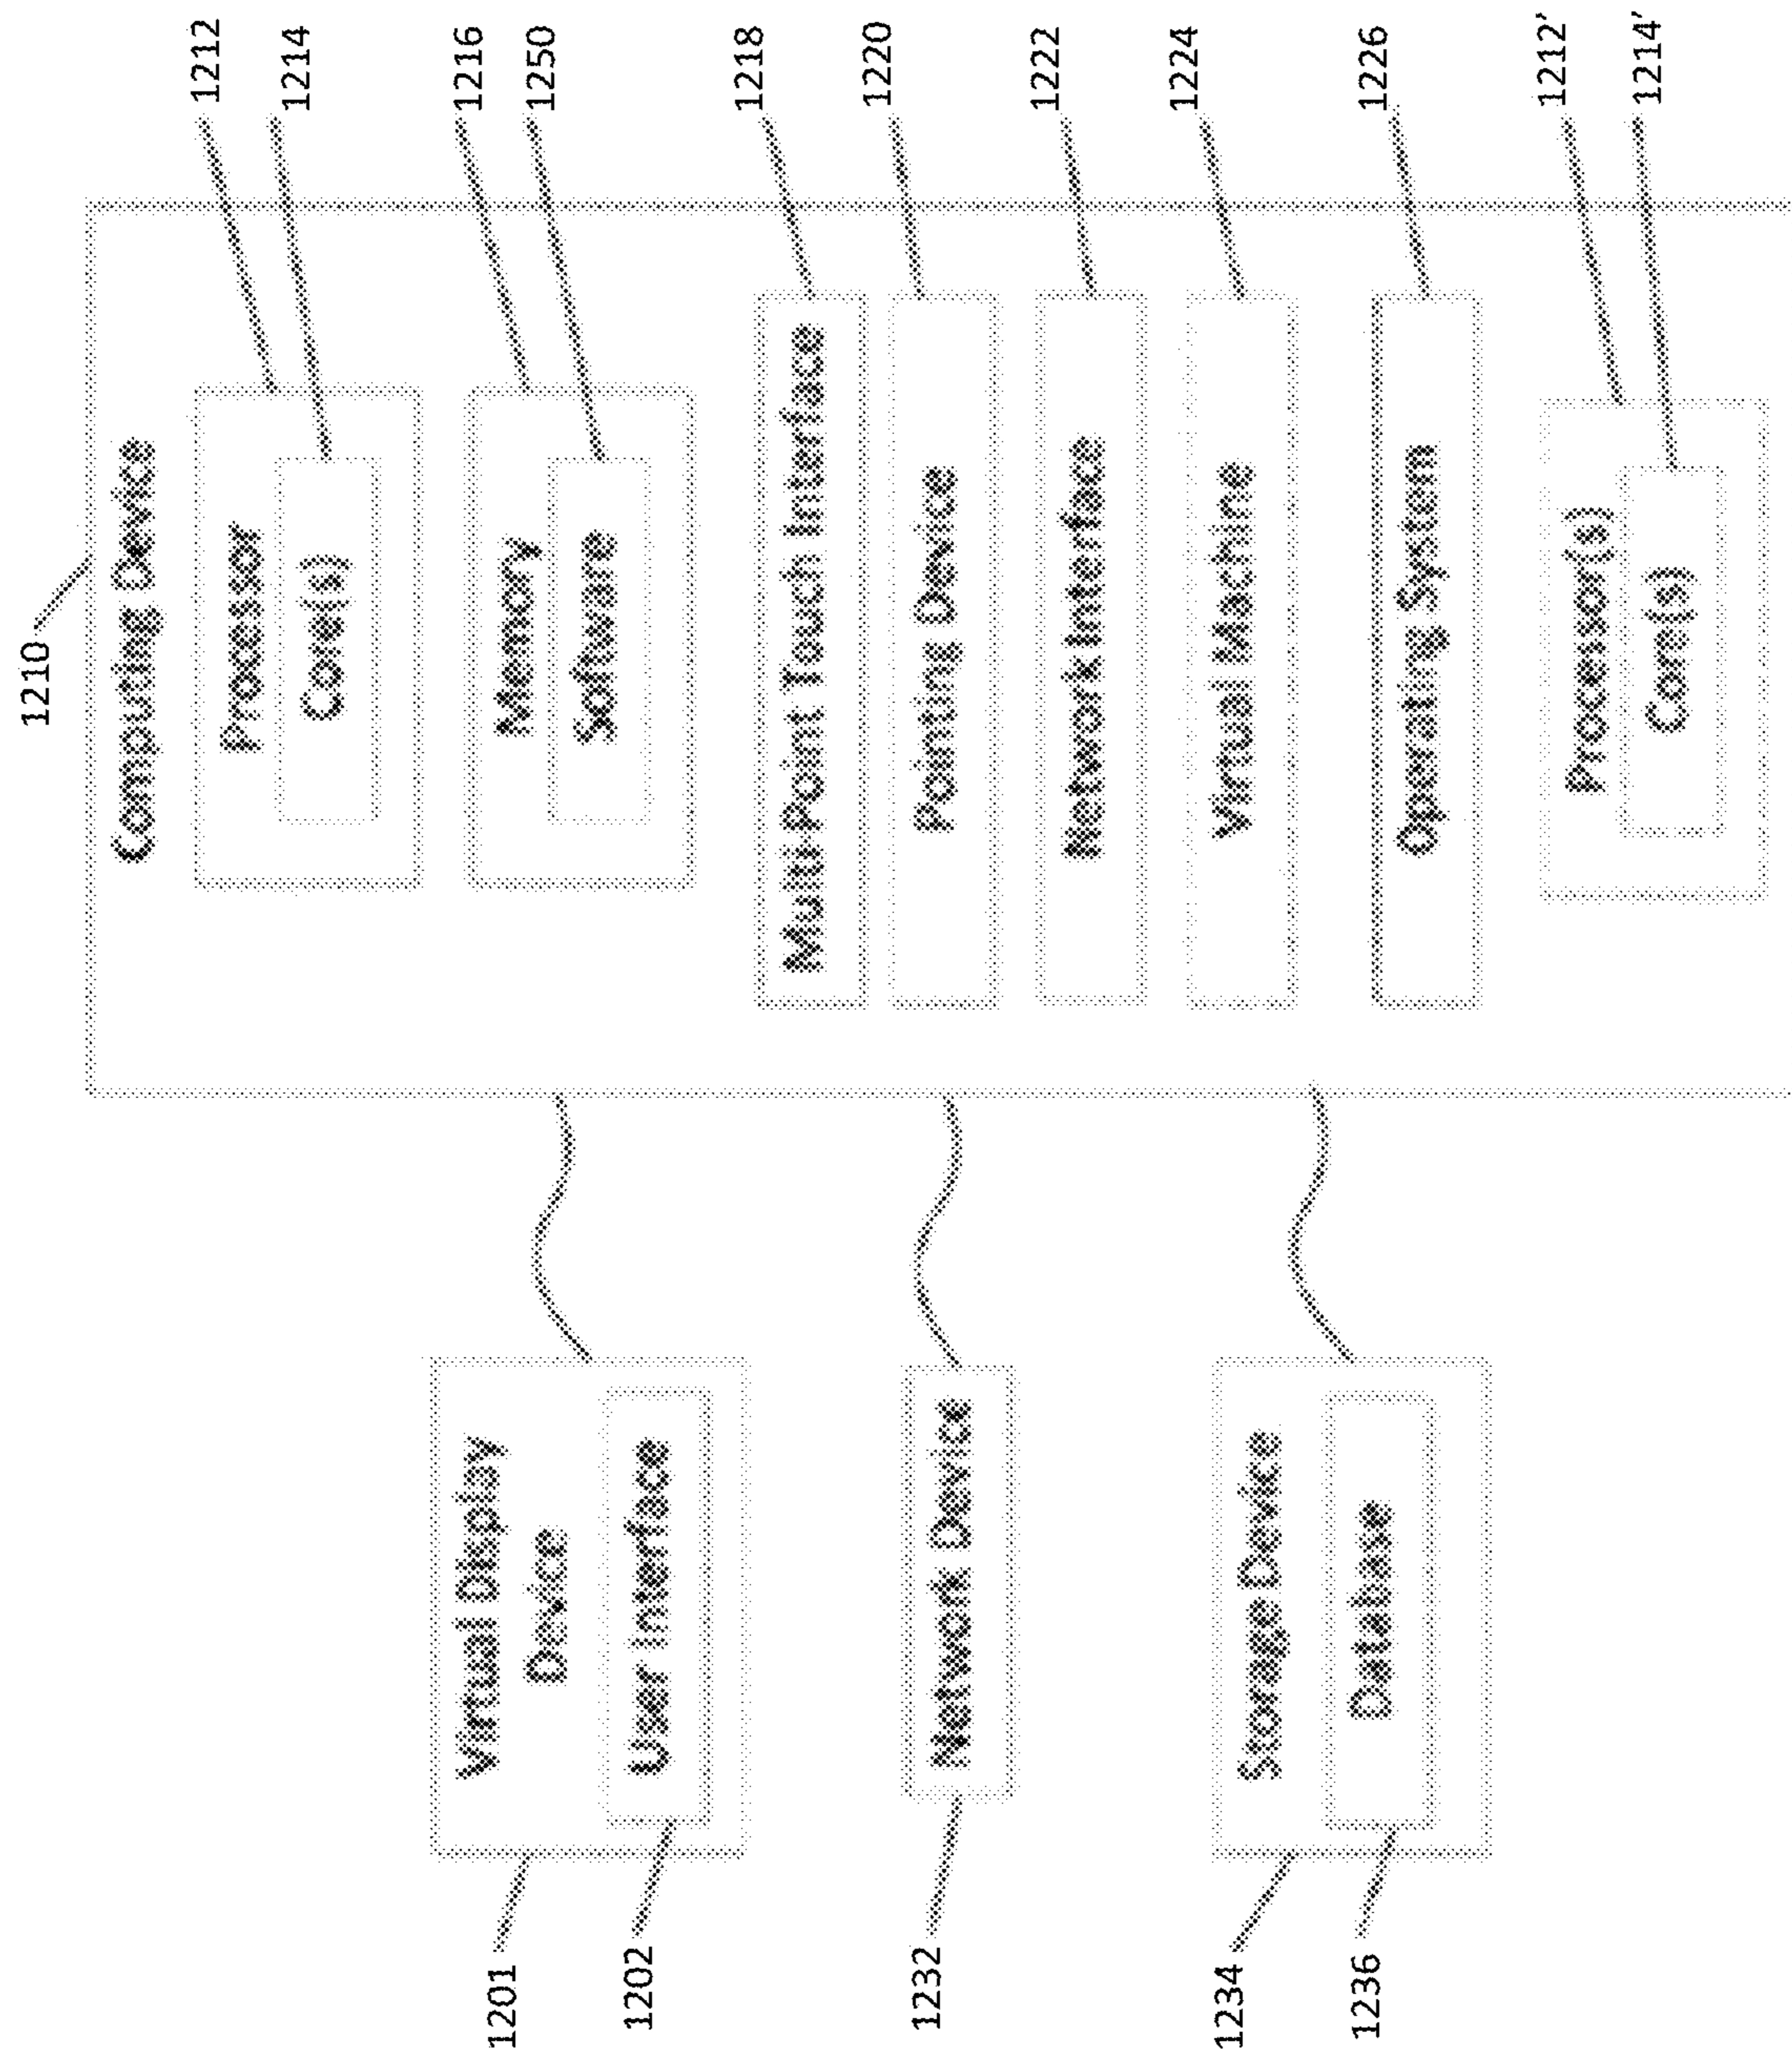 1210
Computing Device
Processor
1212
Core(s)
1214
Memory
1216
Software
1250
Multi-Point Touch Interface
1218
Pointing Device
1220
Network Interface
1222
Virtual Machine
1224
Operating System
1226
Processor(s)
1212'
Core(s)
1214'
1201
Virtual Display
Device
1202
User Interface
1232
Network Device
1234
Storage Device
1236
Database